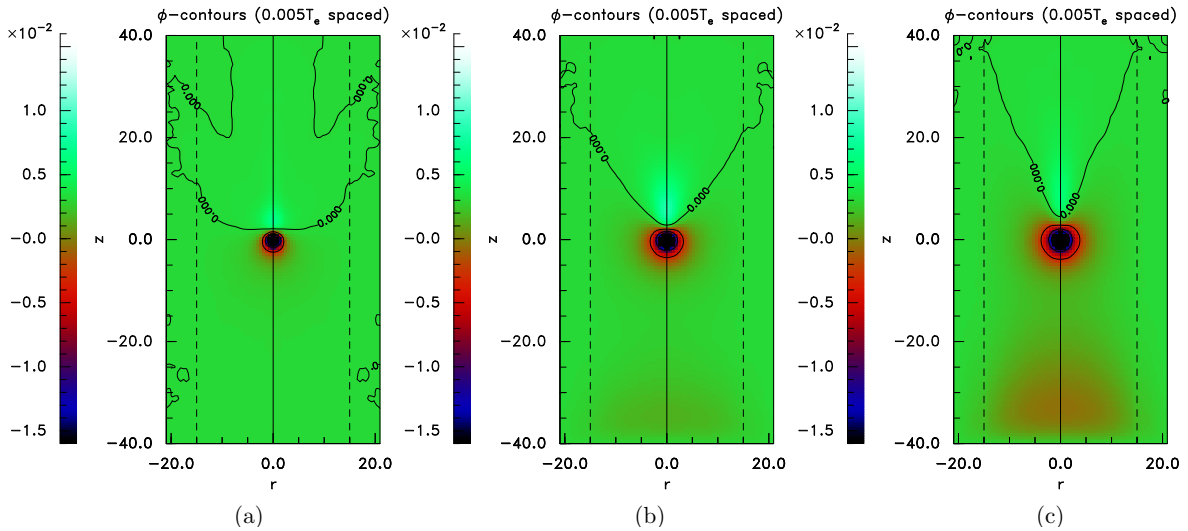 ϕ-contours (0.005Tₑ spaced) ϕ-contours (0.005Tₑ spaced) ϕ-contours (0.005Tₑ spaced)
×10⁻² ×10⁻² ×10⁻²
40.0 40.0 40.0
0.000 0.000 0.0
1.0 1.0 1.0
20.0 20.0 20.0
0.000 0.000 0.000 0.000 0.000 0.000
−0.0 z 0.0 −0.0 z 0.0 −0.0 z 0.0
−0.5 −0.5 −0.5
−20.0 −20.0 −20.0
−1.0 −1.0 −1.0
−1.5 −40.0 −1.5 −40.0 −1.5 −40.0
−20.0 0.0 20.0 −20.0 0.0 20.0 −20.0 0.0 20.0
r r r
(a) (b) (c)